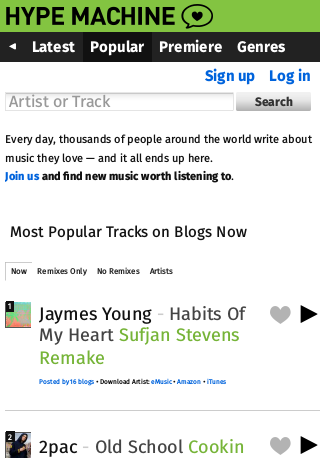 HYPE MACHINE
Latest Popular Premiere Genres
Sign up Log in
Artist or Track Search
Every day, thousands of people around the world write about
music they love — and it all ends up here.
Join us and find new music worth listening to.
Most Popular Tracks on Blogs Now
Now Remixes Only No Remixes Artists
1
Jaymes Young - Habits Of
My Heart Sufjan Stevens
Remake
Posted by 16 blogs • Download Artist: eMusic • Amazon • iTunes
2
2pac - Old School Cookin